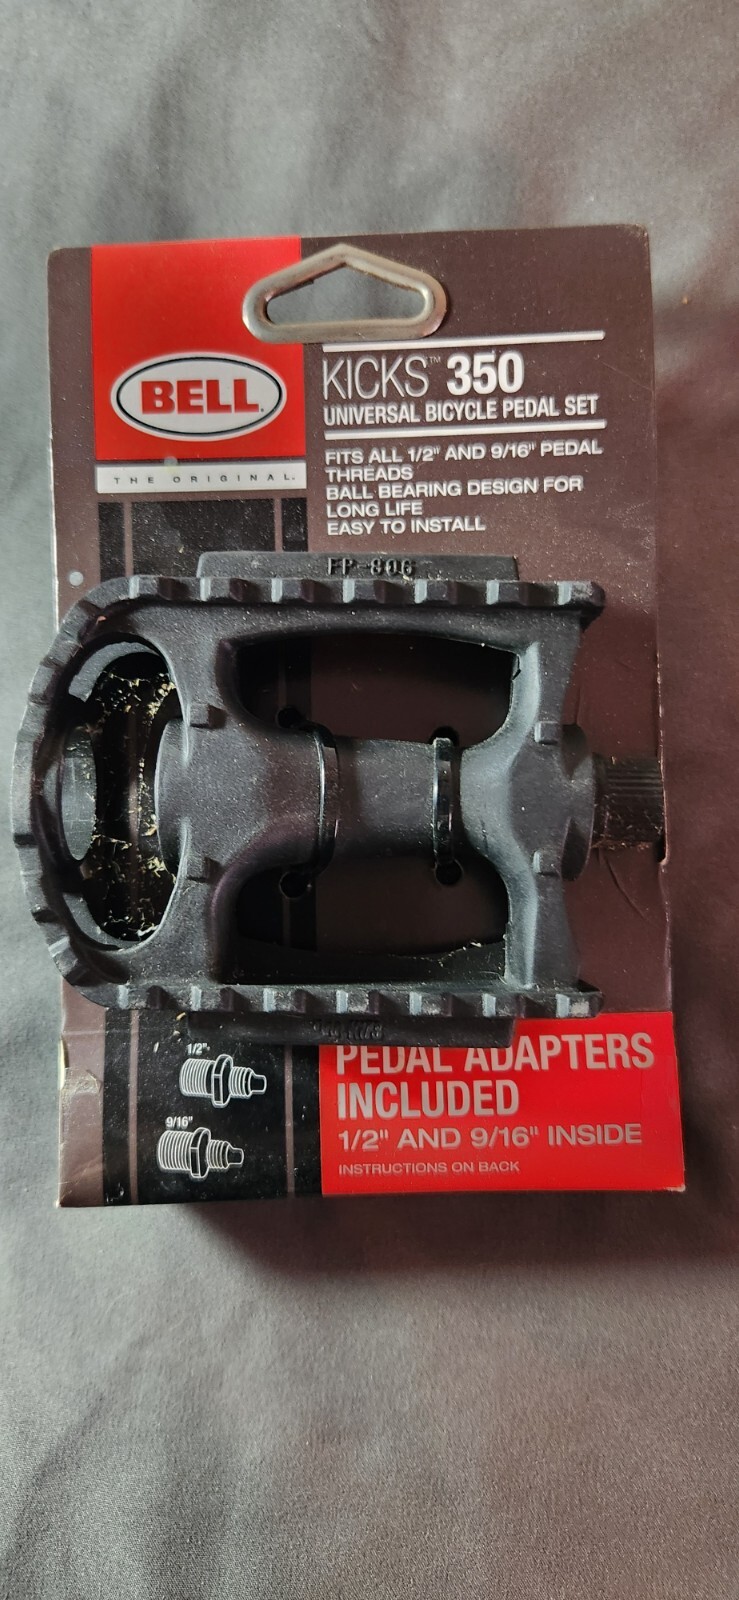 BELL
THE ORIGINAL.
KICKS™ 350
UNIVERSAL BICYCLE PEDAL SET
FITS ALL 1/2" AND 9/16" PEDAL
THREADS
BALL BEARING DESIGN FOR
LONG LIFE
EASY TO INSTALL
FP-806
1/2"
9/16"
PEDAL ADAPTERS
INCLUDED
1/2" AND 9/16" INSIDE
INSTRUCTIONS ON BACK